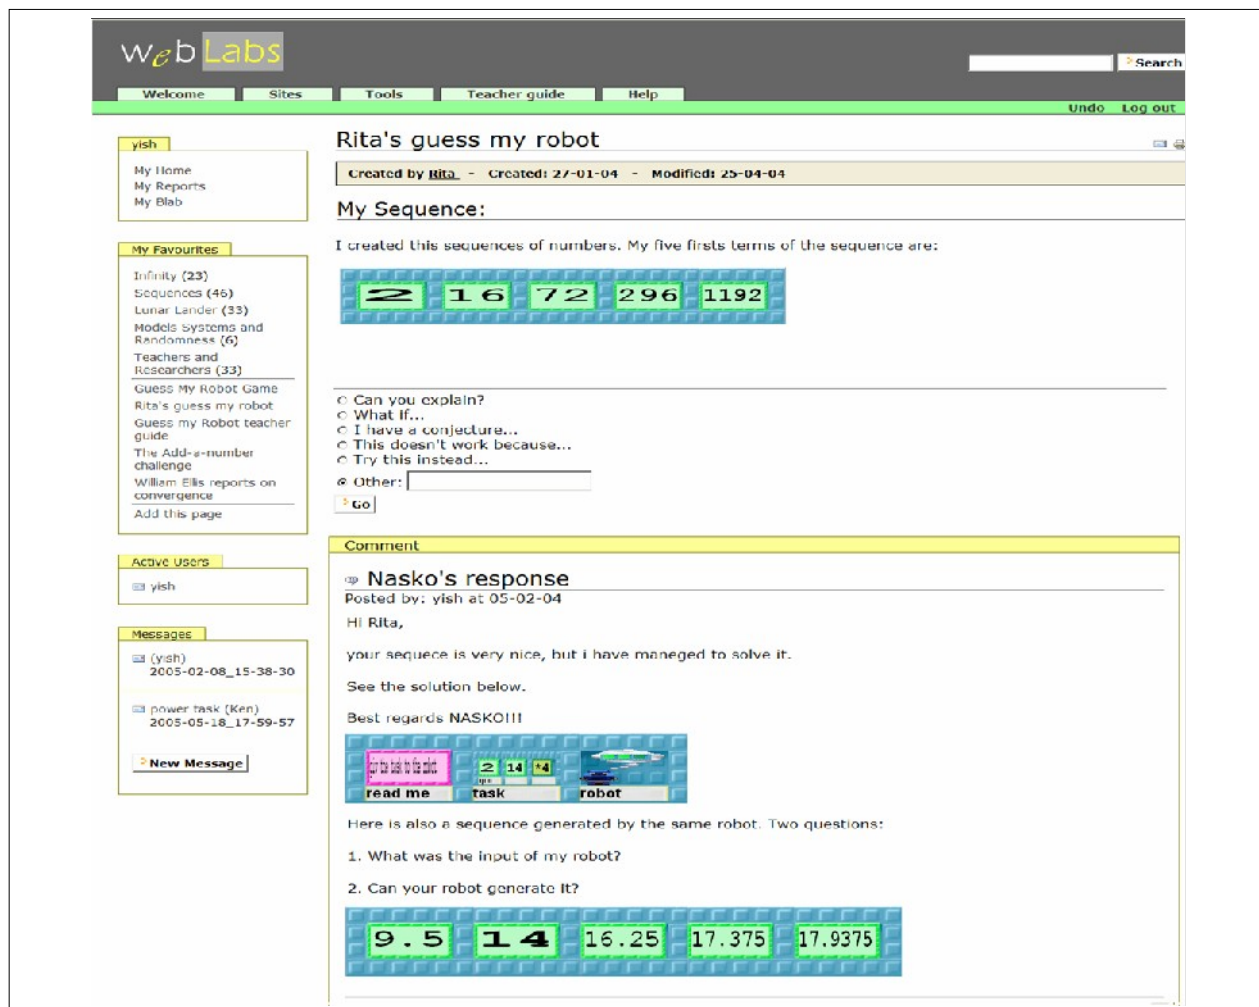 WebLabs
Search
Welcome Sites Tools Teacher guide Help
Undo Log out
yish
My Home
My Reports
My Blab
My Favourites
Infinity (23)
Sequences (46)
Lunar Lander (33)
Models Systems and
Randomness (6)
Teachers and
Researchers (33)
Guess My Robot Game
Rita's guess my robot
Guess my Robot teacher
guide
The Add-a-number
challenge
William Ellis reports on
convergence
Add this page
Active Users
yish
Messages
(yish)
2005-02-08_15-38-30
power task (Ken)
2005-05-18_17-59-57
New Message
Rita's guess my robot
Created by Rita - Created: 27-01-04 - Modified: 25-04-04
My Sequence:
I created this sequences of numbers. My five firsts terms of the sequence are:
2 16 72 296 1192
Can you explain?
What if...
I have a conjecture...
This doesn't work because...
Try this instead...
Other:
Go
Comment
Nasko's response
Posted by: yish at 05-02-04
Hi Rita,
your sequece is very nice, but i have maneged to solve it.
See the solution below.
Best regards NASKO!!!
2 14 *4
read me task robot
Here is also a sequence generated by the same robot. Two questions:
1. What was the input of my robot?
2. Can your robot generate it?
9.5 14 16.25 17.375 17.9375